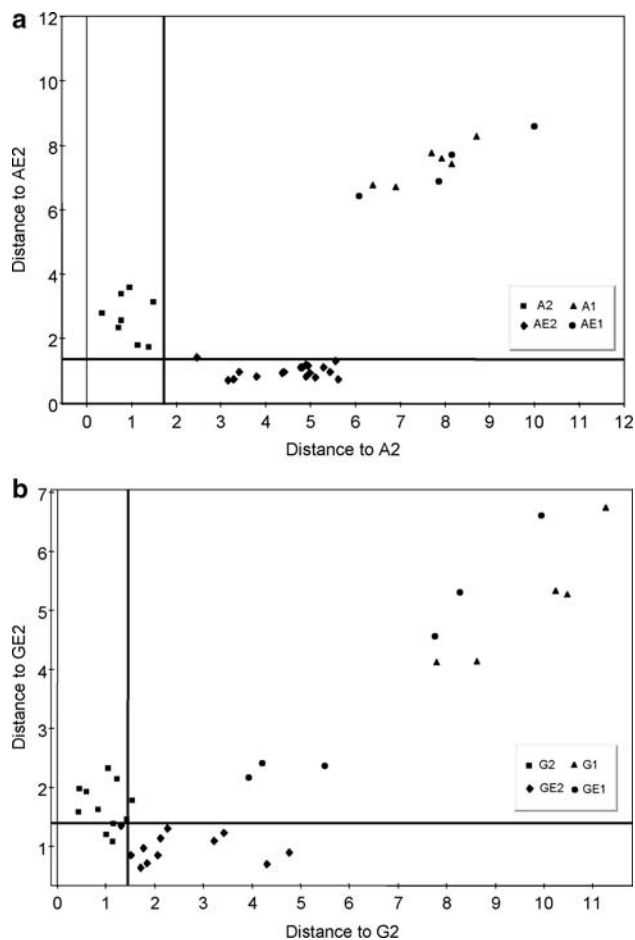 a
12
10
8
6
4
2
0
Distance to AE2
A2 A1
AE2 AE1
0 1 2 3 4 5 6 7 8 9 10 11 12
Distance to A2
b
7
6
5
4
3
2
1
Distance to GE2
G2 G1
GE2 GE1
0 1 2 3 4 5 6 7 8 9 10 11
Distance to G2